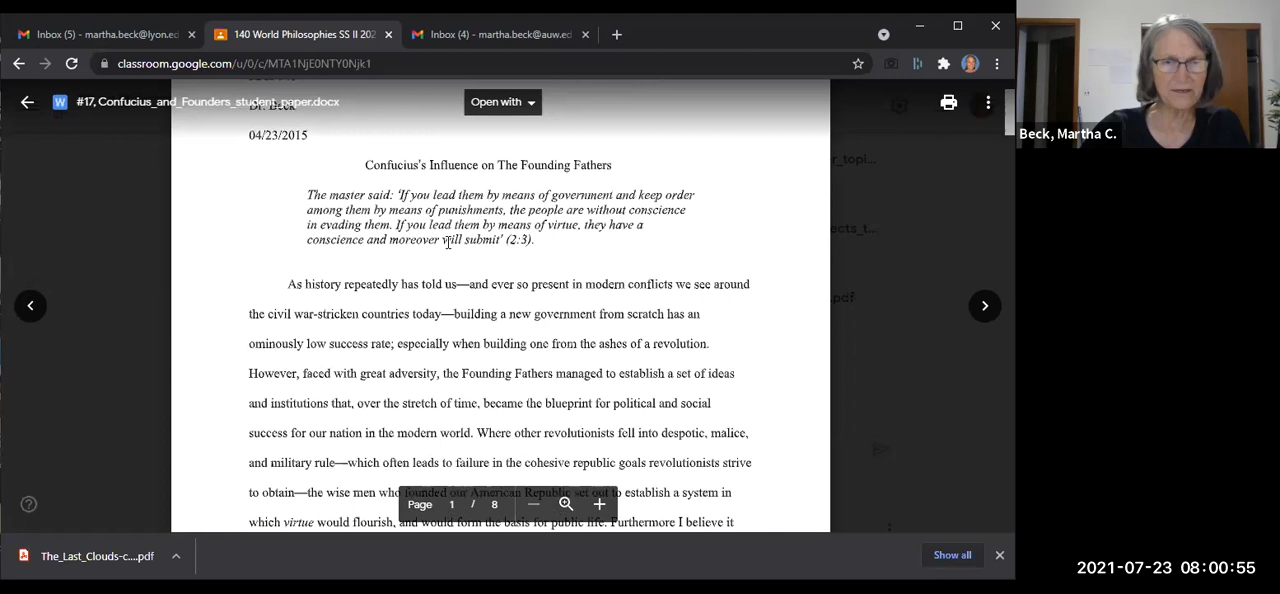 Inbox (5) - martha.beck@lyon.ed
140 World Philosophies SS II 202
Inbox (4) - martha.beck@auw.ed
classroom.google.com/u/0/c/MTA1NjE0NTY0Njk1
#17, Confucius_and_Founders_student_paper.docx
Open with
Dr. Beck
04/23/2015
Confucius's Influence on The Founding Fathers
The master said: 'If you lead them by means of government and keep order
among them by means of punishments, the people are without conscience
in evading them. If you lead them by means of virtue, they have a
conscience and moreover will submit' (2:3).
As history repeatedly has told us—and ever so present in modern conflicts we see around
the civil war-stricken countries today—building a new government from scratch has an
ominously low success rate; especially when building one from the ashes of a revolution.
However, faced with great adversity, the Founding Fathers managed to establish a set of ideas
and institutions that, over the stretch of time, became the blueprint for political and social
success for our nation in the modern world. Where other revolutionists fell into despotic, malice,
and military rule—which often leads to failure in the cohesive republic goals revolutionists strive
to obtain—the wise men who founded our American Republic set out to establish a system in
which virtue would flourish, and would form the basis for public life. Furthermore I believe it
Page 1 / 8
er_topi...
ects_t...
.pdf
The_Last_Clouds-c....pdf
Show all
Beck, Martha C.
2021-07-23 08:00:55